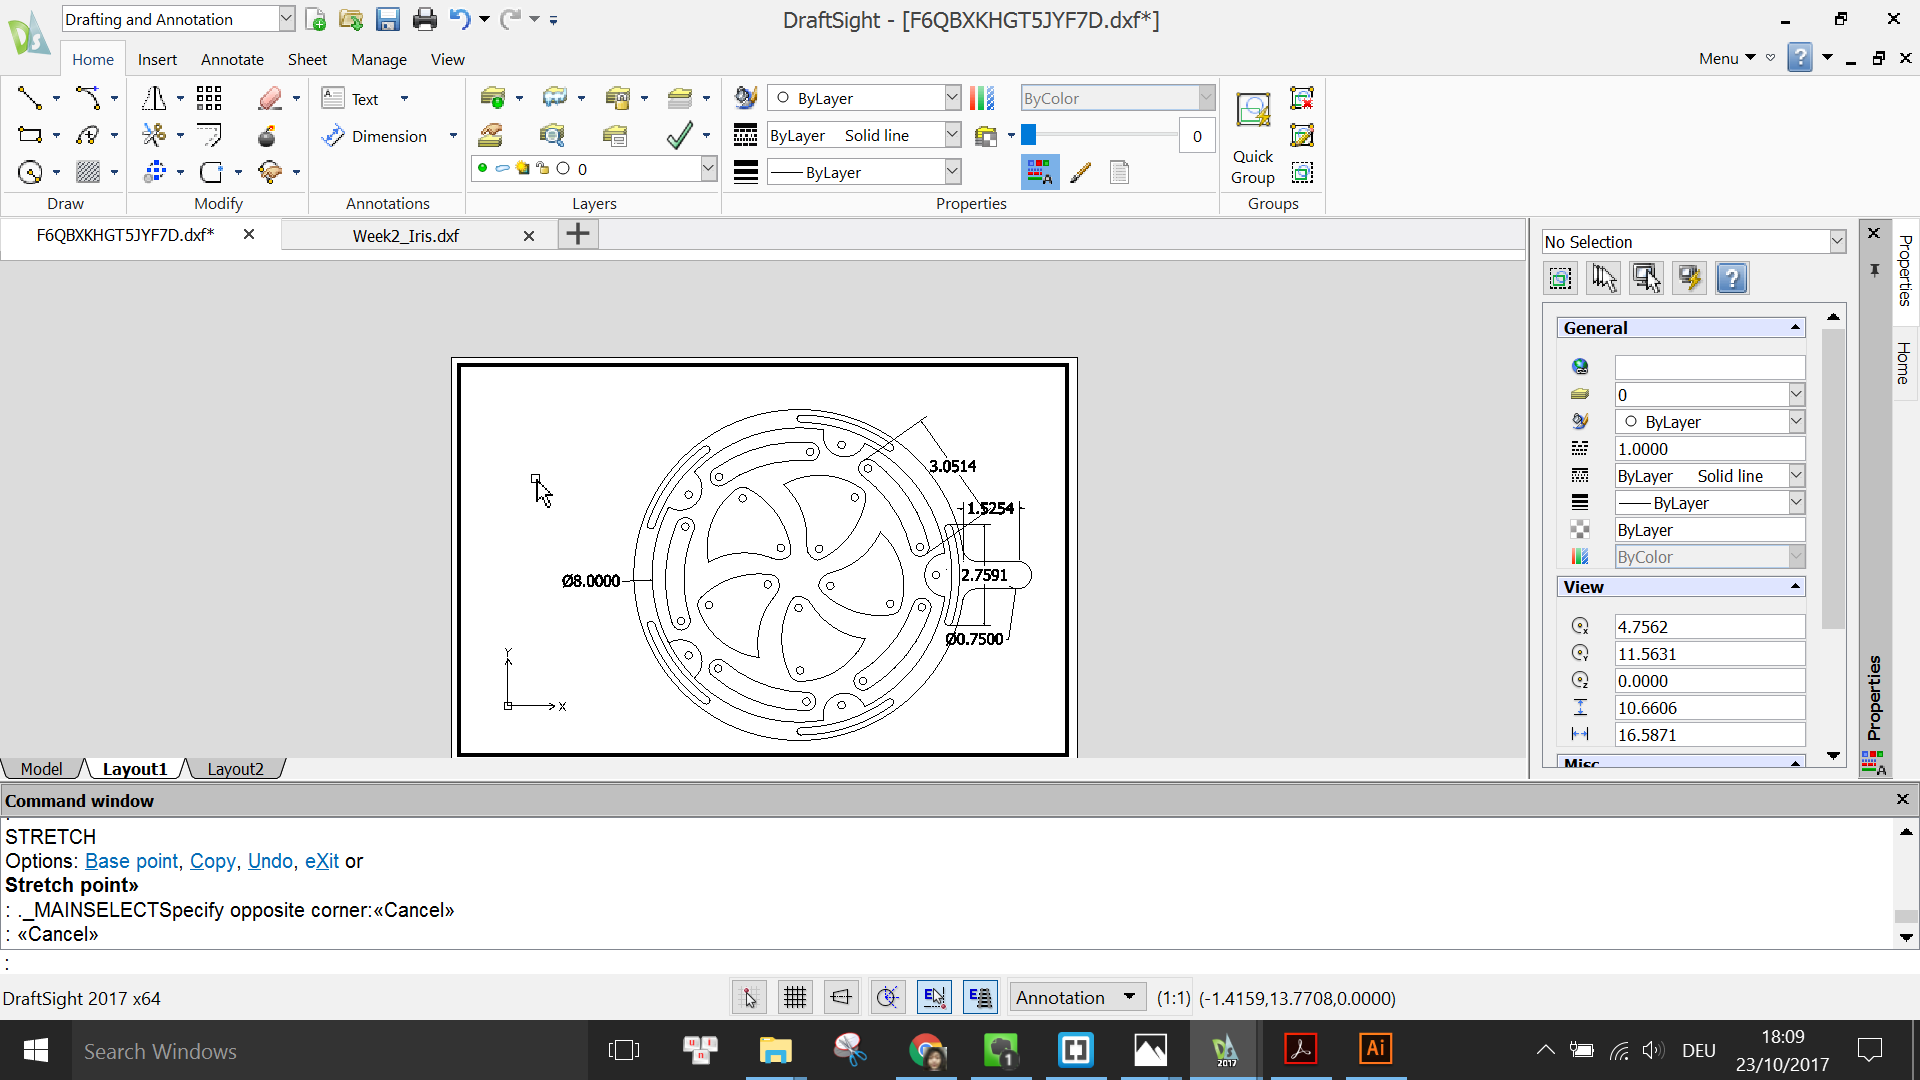 Drafting and Annotation
DraftSight - [F6QBXKHGT5JYF7D.dxf*]
Home
Insert
Annotate
Sheet
Manage
View
Menu
Text
Dimension
0
ByLayer
ByLayer Solid line
ByLayer
ByColor
0
Quick
Group
Draw
Modify
Annotations
Layers
Properties
Groups
F6QBXKHGT5JYF7D.dxf*
Week2_Iris.dxf
3.0514
1.5254
2.7591
Ø8.0000
Ø0.7500
Y
X
Model
Layout1
Layout2
No Selection
General
0
ByLayer
1.0000
ByLayer Solid line
ByLayer
ByLayer
ByColor
View
4.7562
11.5631
0.0000
10.6606
16.5871
Misc
Properties
Home
Properties
Command window
STRETCH
Options: Base point, Copy, Undo, eXit or
Stretch point»
: ._MAINSELECTSpecify opposite corner:«Cancel»
: «Cancel»
:
DraftSight 2017 x64
Annotation
(1:1)
(-1.4159,13.7708,0.0000)
Search Windows
u i n
1
DS
2017
Ai
DEU
18:09
23/10/2017